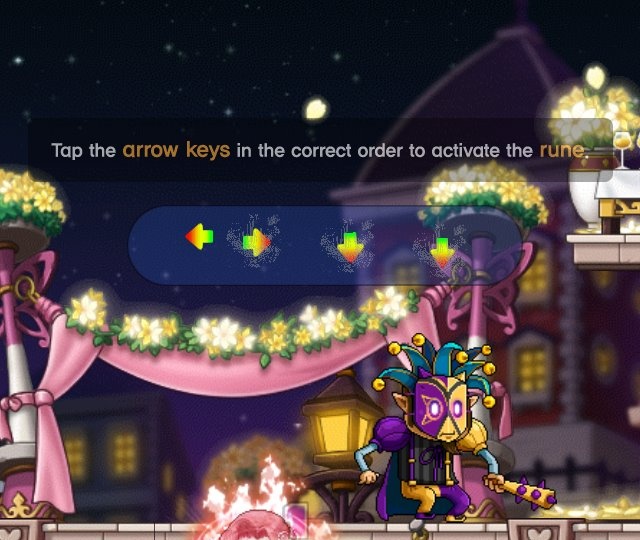 Tap the arrow keys in the correct order to activate the rune.